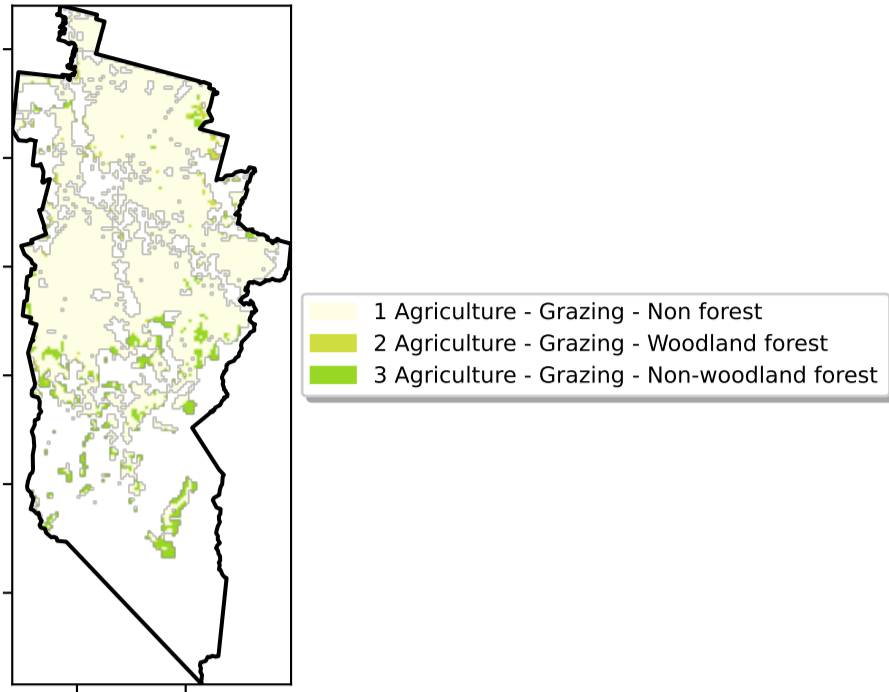 1 Agriculture - Grazing - Non forest
2 Agriculture - Grazing - Woodland forest
3 Agriculture - Grazing - Non-woodland forest